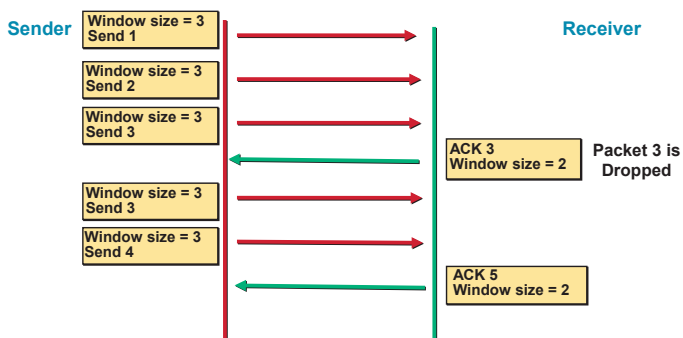 Sender
Window size = 3
Send 1
Receiver
Window size = 3
Send 2
Window size = 3
Send 3
ACK 3
Window size = 2
Packet 3 is
Dropped
Window size = 3
Send 3
Window size = 3
Send 4
ACK 5
Window size = 2